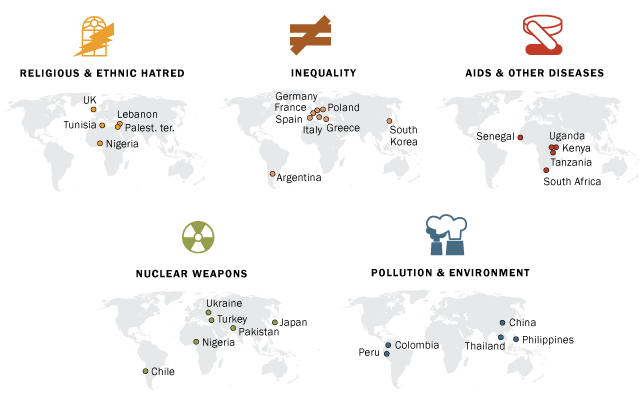 RELIGIOUS & ETHNIC HATRED
UK
Lebanon
Tunisia
Palest. ter.
Nigeria
INEQUALITY
Germany
France
Poland
Spain
Italy
Greece
South
Korea
Argentina
AIDS & OTHER DISEASES
Senegal
Uganda
Kenya
Tanzania
South Africa
NUCLEAR WEAPONS
Ukraine
Turkey
Japan
Pakistan
Nigeria
Chile
POLLUTION & ENVIRONMENT
China
Colombia
Thailand
Philippines
Peru